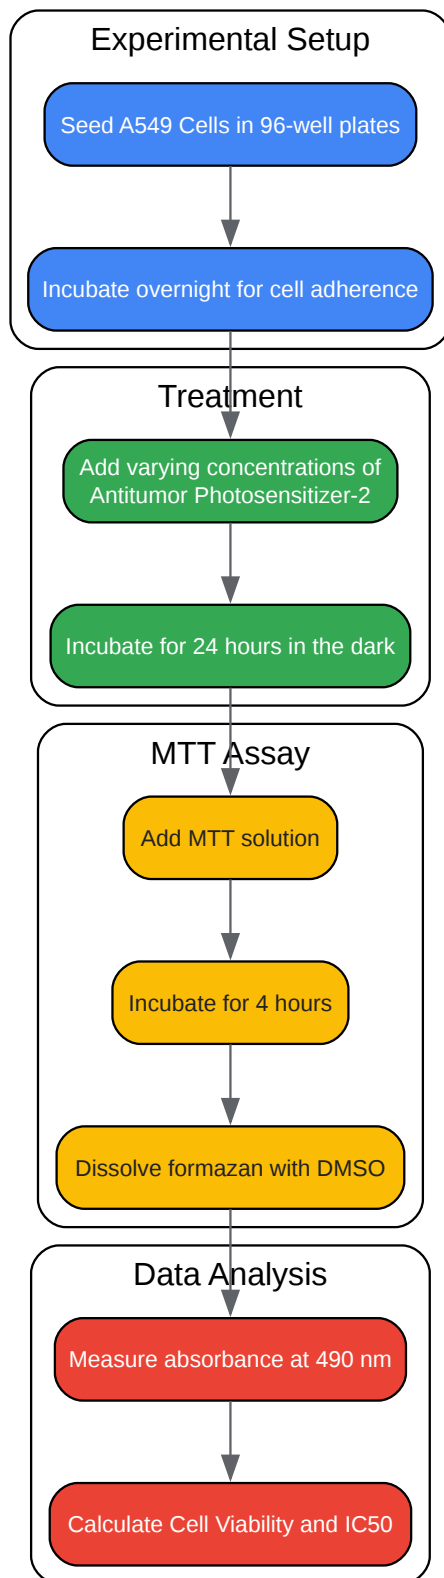 Experimental Setup
Seed A549 Cells in 96-well plates
Incubate overnight for cell adherence
Treatment
Add varying concentrations of
Antitumor Photosensitizer-2
Incubate for 24 hours in the dark
MTT Assay
Add MTT solution
Incubate for 4 hours
Dissolve formazan with DMSO
Data Analysis
Measure absorbance at 490 nm
Calculate Cell Viability and IC50